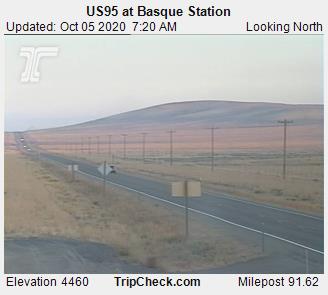 US95 at Basque Station
Updated: Oct 05 2020 7:20 AM Looking North
Elevation 4460 TripCheck.com Milepost 91.62